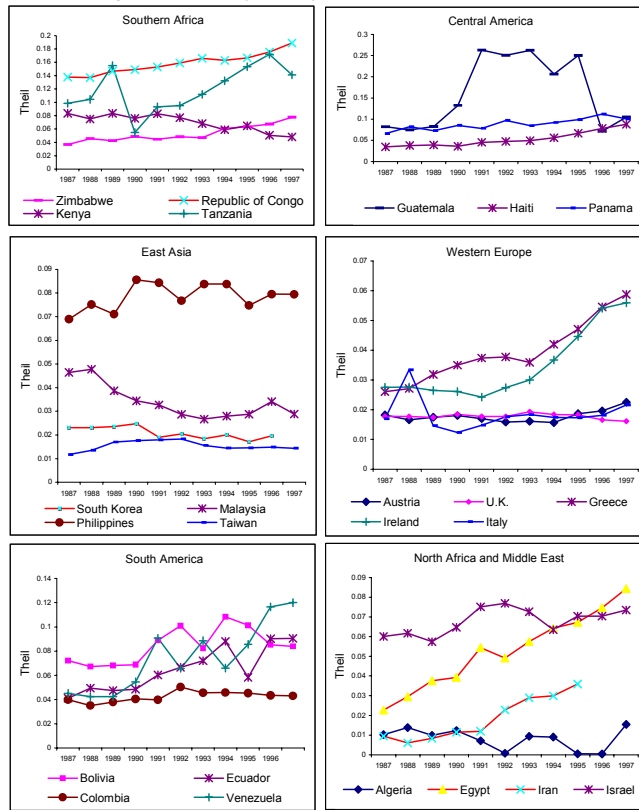 Southern Africa
Theil
0.2
0.18
0.16
0.14
0.12
0.1
0.08
0.06
0.04
0.02
0
1987 1988 1989 1990 1991 1992 1993 1994 1995 1996 1997
Zimbabwe Republic of Congo
Kenya Tanzania
Central America
Theil
0.3
0.25
0.2
0.15
0.1
0.05
0
1987 1988 1989 1990 1991 1992 1993 1994 1995 1996 1997
Guatemala Haiti Panama
East Asia
Theil
0.09
0.08
0.07
0.06
0.05
0.04
0.03
0.02
0.01
0
1987 1988 1989 1990 1991 1992 1993 1994 1995 1996 1997
South Korea Malaysia
Philippines Taiwan
Western Europe
Theil
0.07
0.06
0.05
0.04
0.03
0.02
0.01
0
1987 1988 1989 1990 1991 1992 1993 1994 1995 1996 1997
Austria U.K. Greece
Ireland Italy
South America
Theil
0.14
0.12
0.1
0.08
0.06
0.04
0.02
0
1987 1988 1989 1990 1991 1992 1993 1994 1995 1996
Bolivia Ecuador
Colombia Venezuela
North Africa and Middle East
Theil
0.09
0.08
0.07
0.06
0.05
0.04
0.03
0.02
0.01
0
1987 1988 1989 1990 1991 1992 1993 1994 1995 1996 1997
Algeria Egypt Iran Israel